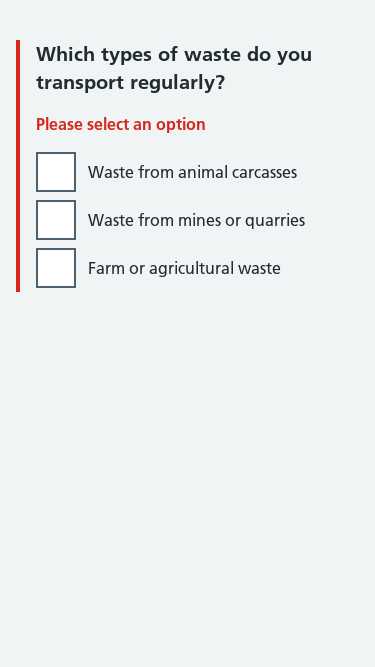 Which types of waste do you
transport regularly?
Please select an option
Waste from animal carcasses
Waste from mines or quarries
Farm or agricultural waste